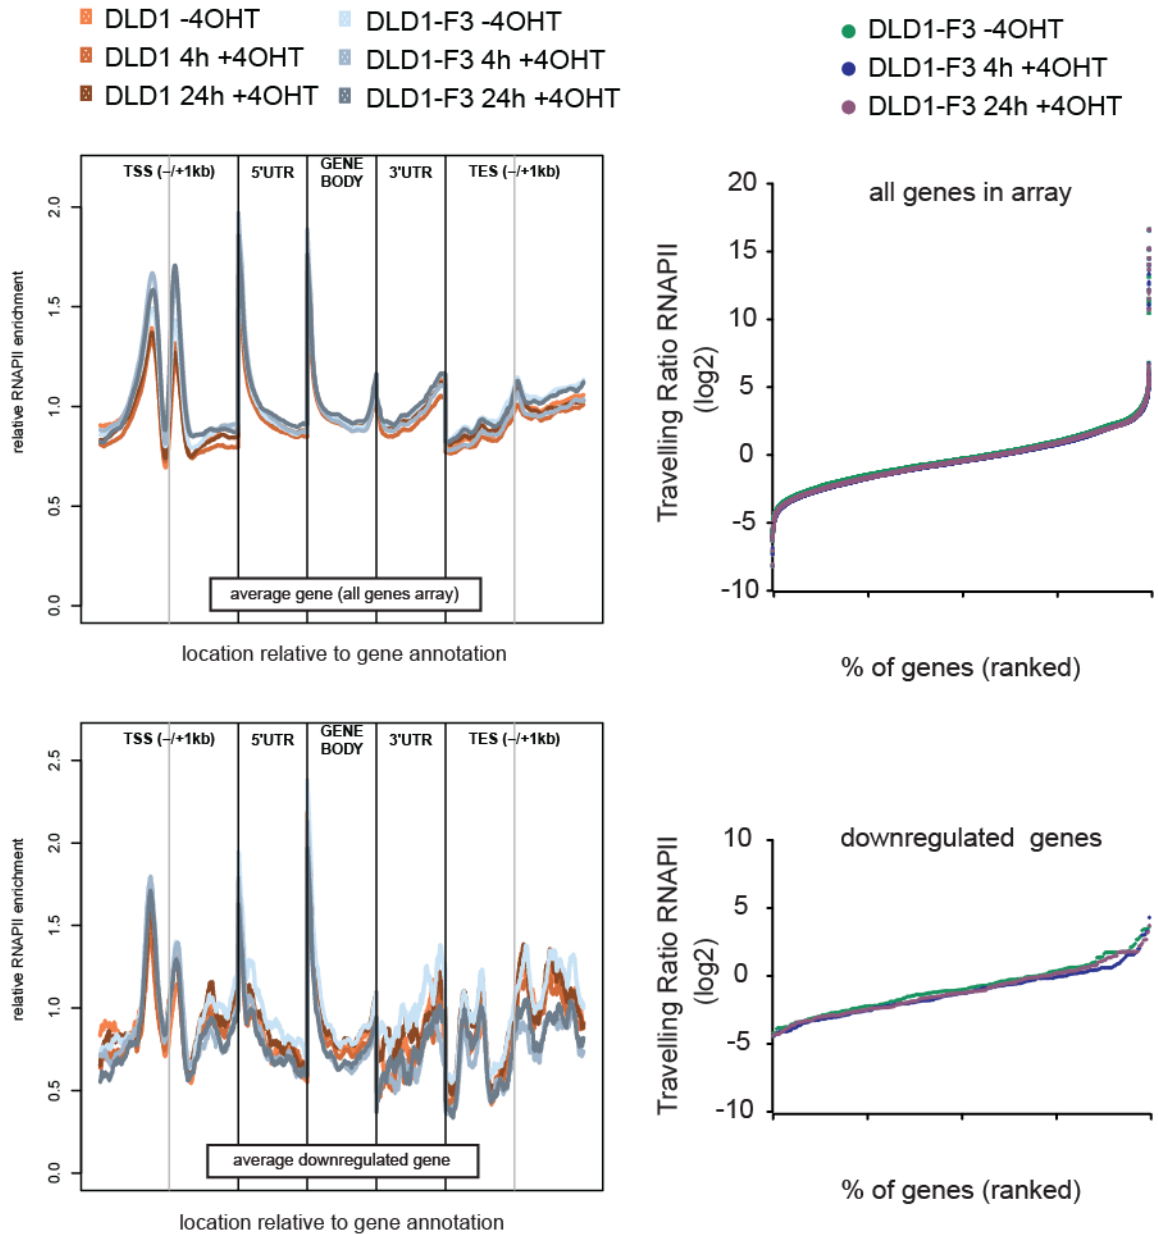 DLD1 -4OHT
DLD1 4h +4OHT
DLD1 24h +4OHT
DLD1-F3 -4OHT
DLD1-F3 4h +4OHT
DLD1-F3 24h +4OHT
DLD1-F3 -4OHT
DLD1-F3 4h +4OHT
DLD1-F3 24h +4OHT
TSS (–/+1kb)
5'UTR
GENE
BODY
3'UTR
TES (–/+1kb)
relative RNAPII enrichment
2.0
1.5
1.0
0.5
0.0
average gene (all genes array)
location relative to gene annotation
all genes in array
Travelling Ratio RNAPII
(log2)
20
15
10
5
0
-5
-10
% of genes (ranked)
TSS (–/+1kb)
5'UTR
GENE
BODY
3'UTR
TES (–/+1kb)
relative RNAPII enrichment
2.5
2.0
1.5
1.0
0.5
0.0
average downregulated gene
location relative to gene annotation
downregulated genes
Travelling Ratio RNAPII
(log2)
10
5
0
-5
-10
% of genes (ranked)